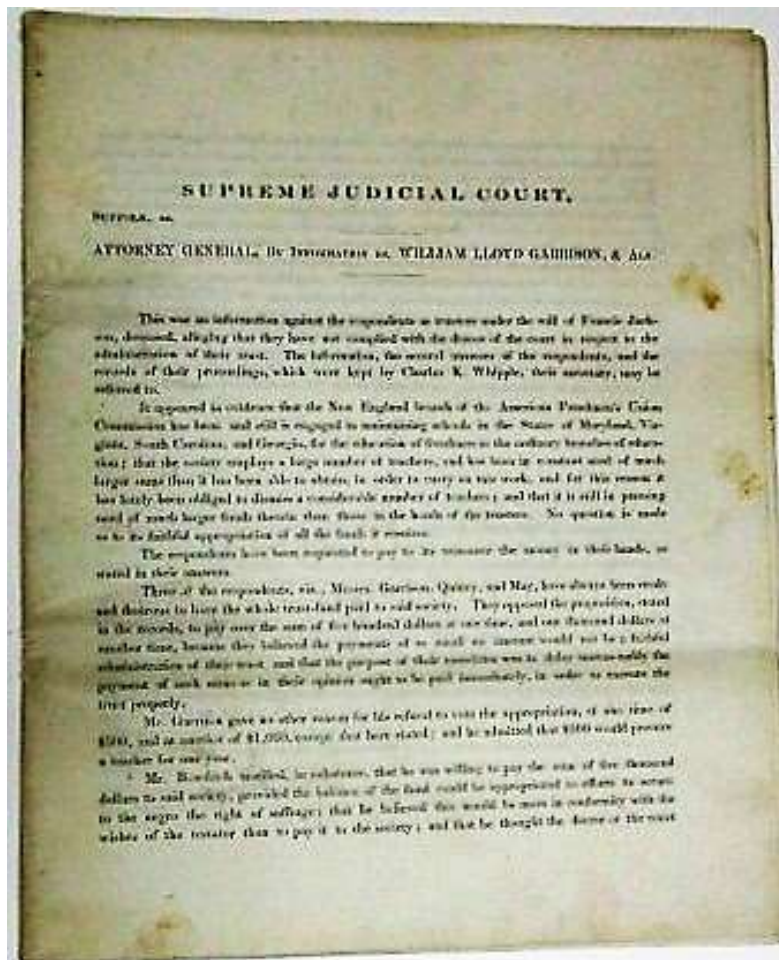 SUPREME JUDICIAL COURT.
SUFFOLK, ss.
ATTORNEY GENERAL, BY INFORMATION vs. WILLIAM LLOYD GARRISON, & ALS.
This was an information against the respondents as trustees under the will of Francis Jack-
son, deceased, alleging that they have not complied with the decree of the court in respect to the
administration of their trust. The information, the several answers of the respondents, and the
records of their proceedings, which were kept by Charles K. Whipple, their secretary, may be
referred to.
It appeared in evidence that the New England branch of the American Freedmen's Union
Commission has been and still is engaged in maintaining schools in the States of Maryland, Vir-
ginia, South Carolina, and Georgia, for the education of freedmen in the ordinary branches of educa-
tion; that the society employs a large number of teachers, and has been in constant need of much
larger sums than it has been able to obtain, in order to carry on this work, and for this reason it
has lately been obliged to dismiss a considerable number of teachers; and that it is still in pressing
need of much larger funds therein than those in the hands of the trustees. No question is made
as to its faithful appropriation of all the funds it receives.
The respondents have been requested to pay to its treasurer the money in their hands, as
stated in their answers.
Three of the respondents, viz., Messrs. Garrison, Quincy, and May, have always been ready
and desirous to have the whole trust-fund paid to said society. They opposed the proposition, stated
in the records, to pay over the sum of five hundred dollars at one time, and one thousand dollars at
another time, because they believed the payments of so small an amount would not be a faithful
administration of their trust, and that the purpose of their was to delay the
payment of such sums as in their opinion ought to be paid immediately, in order to execute the
trust properly.
Mr. Garrison gave no other reason for his refusal to vote the appropriation, at one time of
$500, and at another of $1,000, except that here stated; and he admitted that $500 would procure
a teacher for one year.
Mr. Bowditch testified, in substance, that he was willing to pay the sum of five thousand
dollars to said society, provided the balance of the fund could be appropriated to efforts to secure
to the negro the right of suffrage; that he believed this would be more in conformity with the
wishes of the testator than to pay it to the society; and that he thought the decree of the court